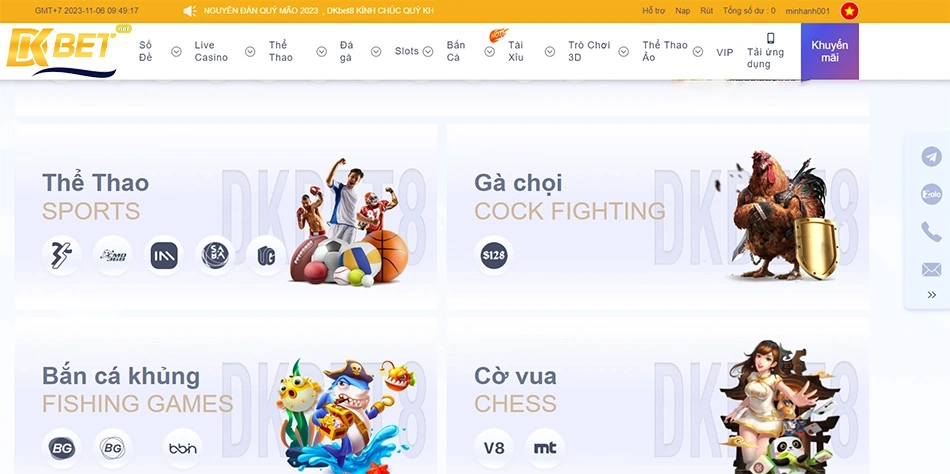 GMT+7 2023-11-06 09:49:17
NGUYÊN ĐÁN QUÝ MÃO 2023 , DKbet8 KÍNH CHÚC QUÝ KH
Hỗ trợ Nạp Rút Tổng số dư : 0 minhanh001
DKBET
Số Đề
Live Casino
Thể Thao
Đá gà
Slots
Bắn Cá
HOT
Tài Xỉu
Trò Chơi 3D
Thể Thao Ảo
VIP
Tải ứng dụng
Khuyến mãi
Thể Thao
SPORTS
DKBET8
SABA
UG
Gà chọi
COCK FIGHTING
DKBET8
S128
Zalo
Bắn cá khủng
FISHING GAMES
DKBET8
BG BG bbin
Cờ vua
CHESS
DKBET8
V8 mt